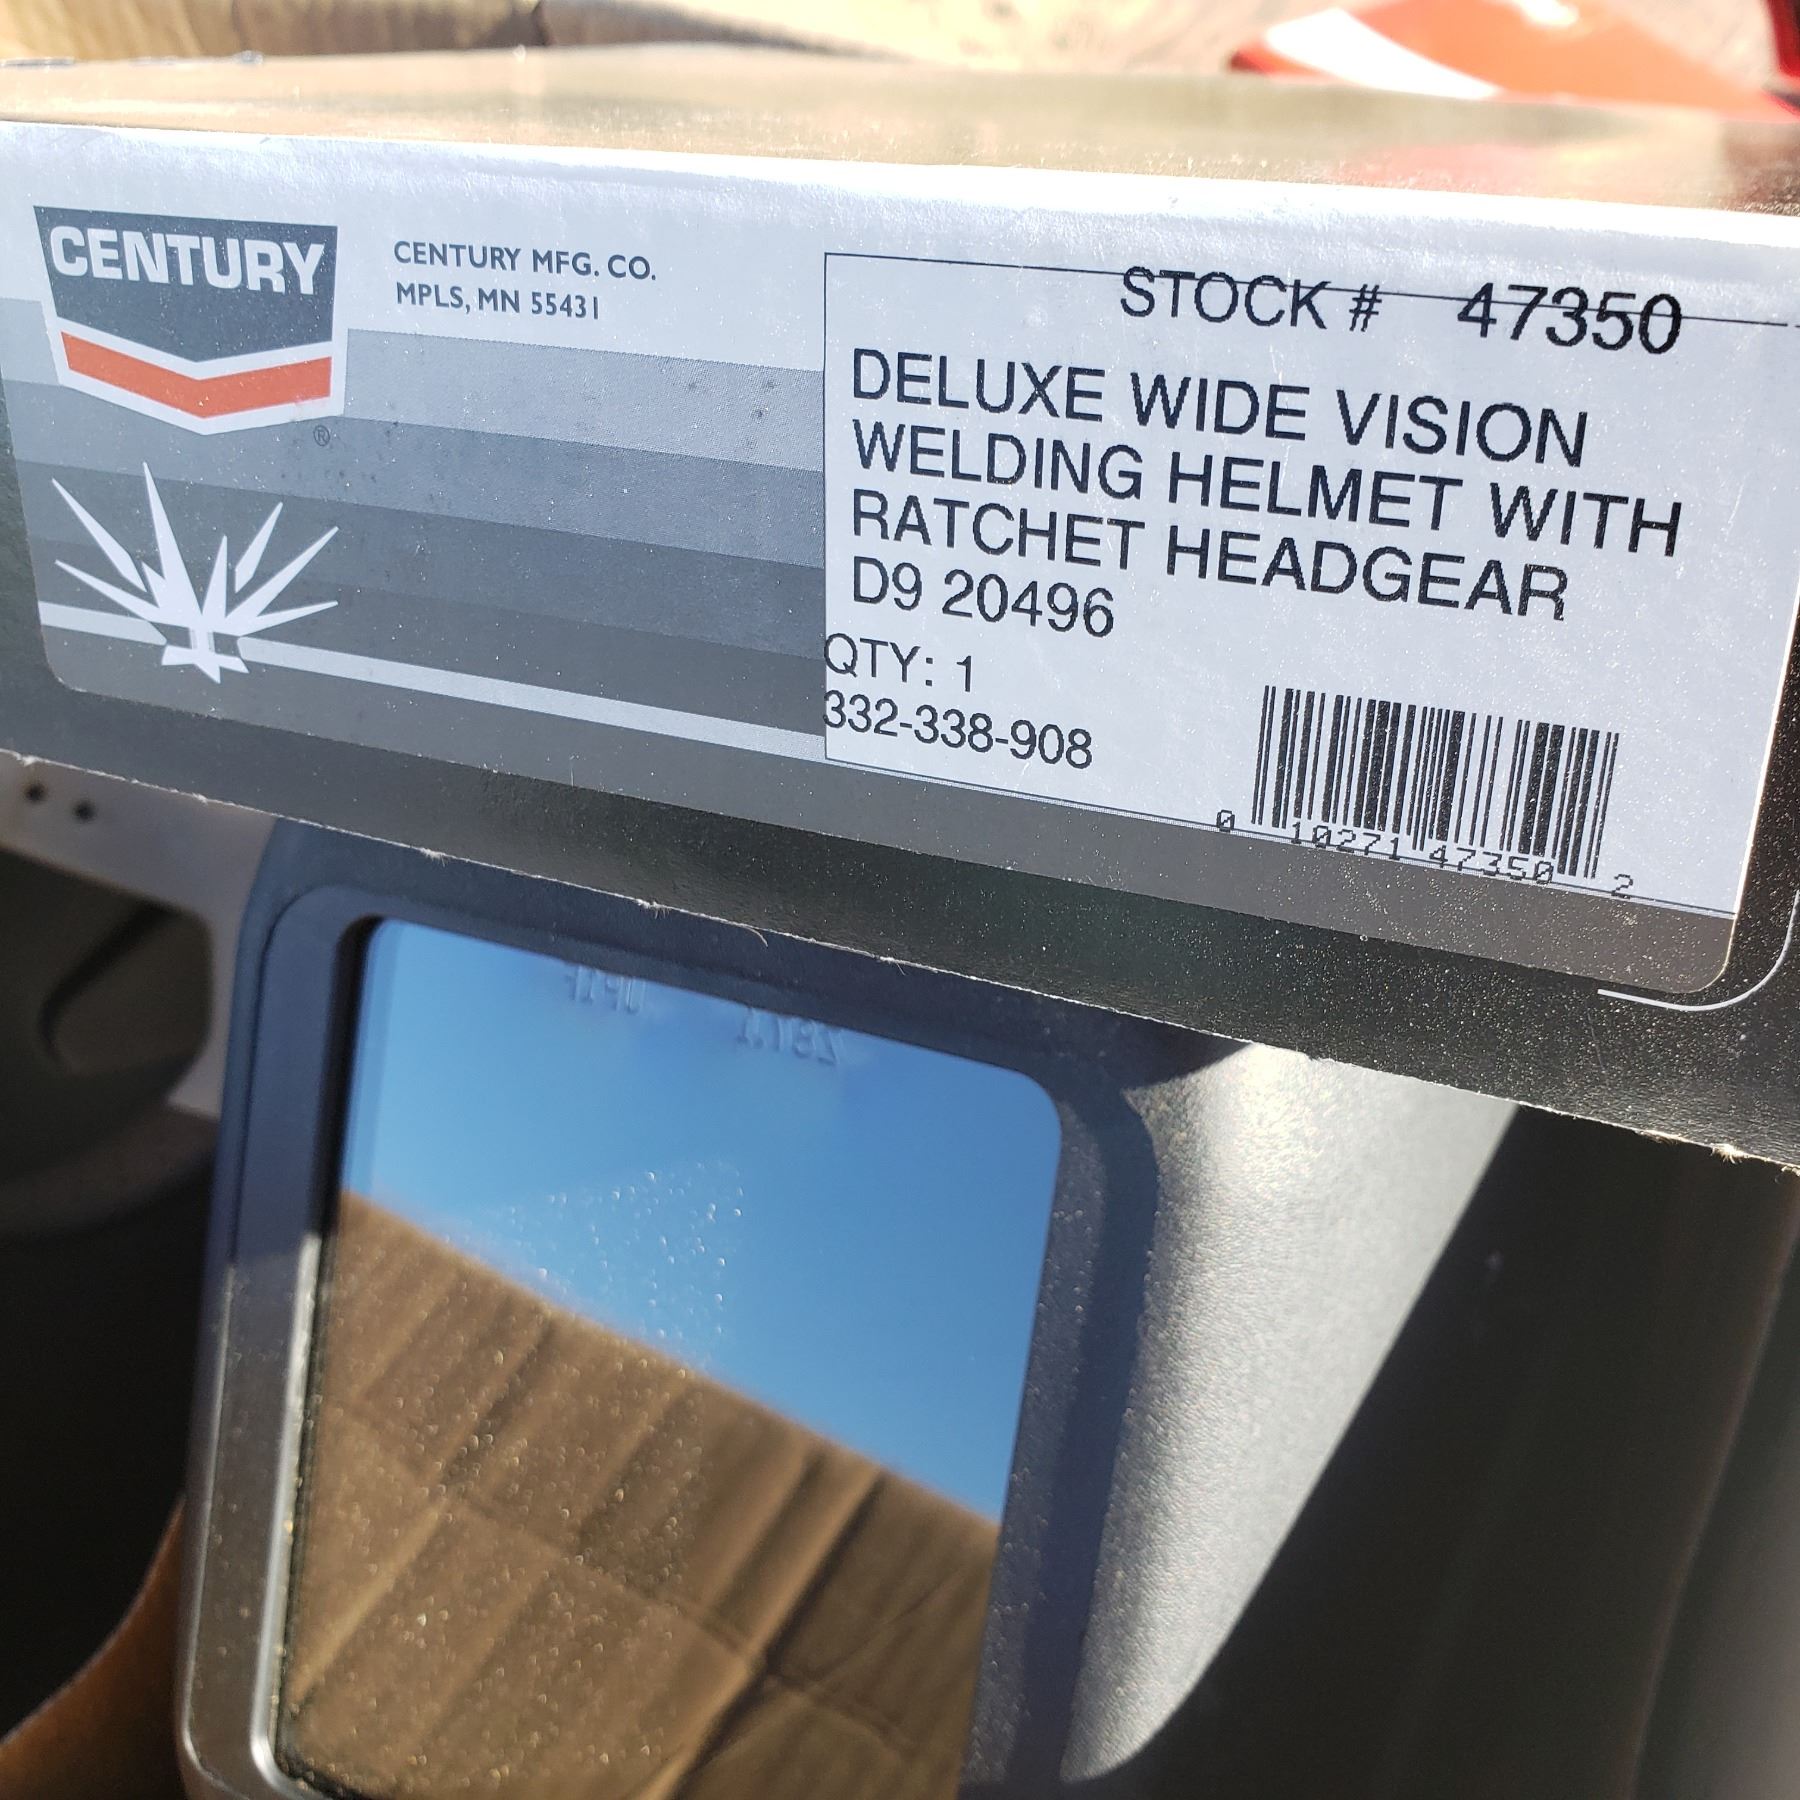 CENTURY
®
CENTURY MFG. CO.
MPLS, MN 55431
STOCK # 47350
DELUXE WIDE VISION
WELDING HELMET WITH
RATCHET HEADGEAR
D9 20496
QTY: 1
332-338-908
0 10271 47350 2